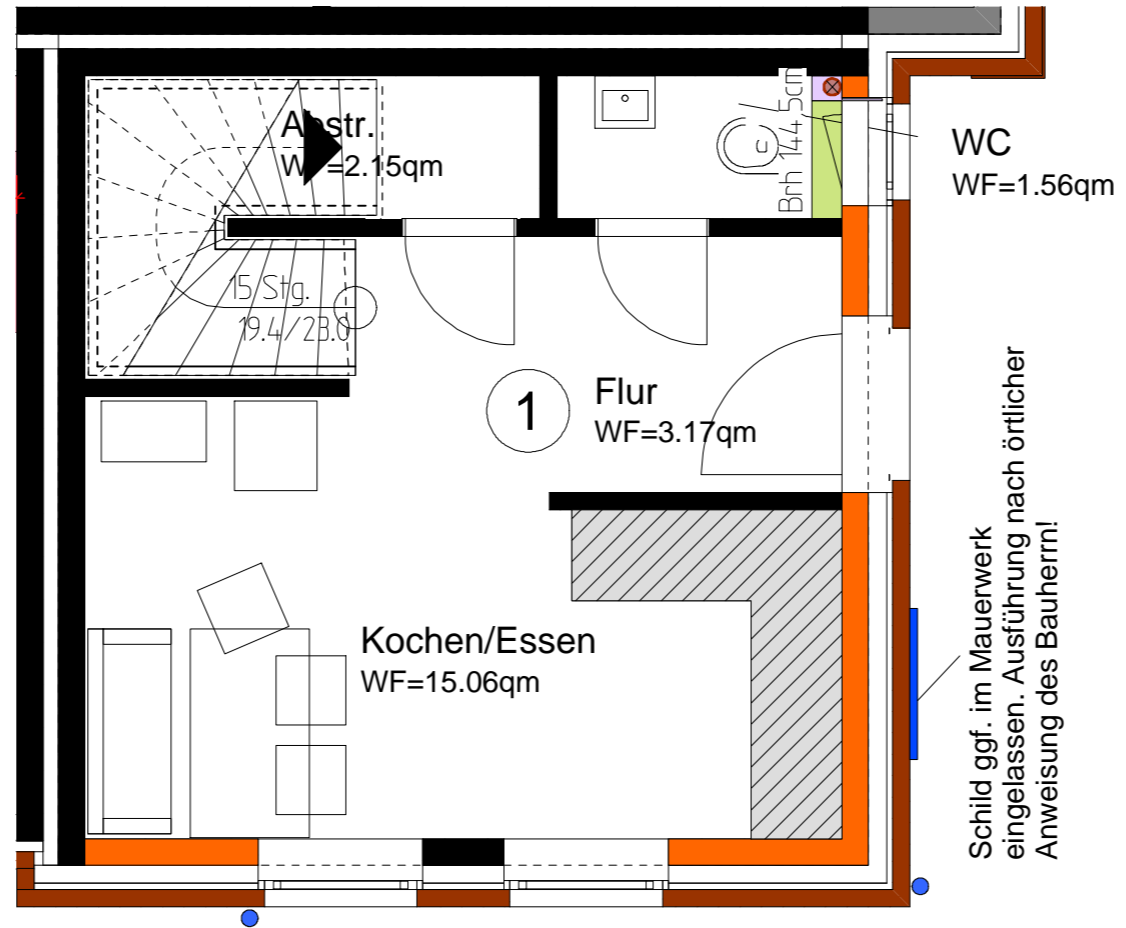 Abstr.
WF=2.15qm
Brh 144.5cm
WC
WF=1.56qm
15 Stg.
19.4/23.0
1
Flur
WF=3.17qm
Kochen/Essen
WF=15.06qm
Schild ggf. im Mauerwerk
eingelassen. Ausführung nach örtlicher
Anweisung des Bauherrn!